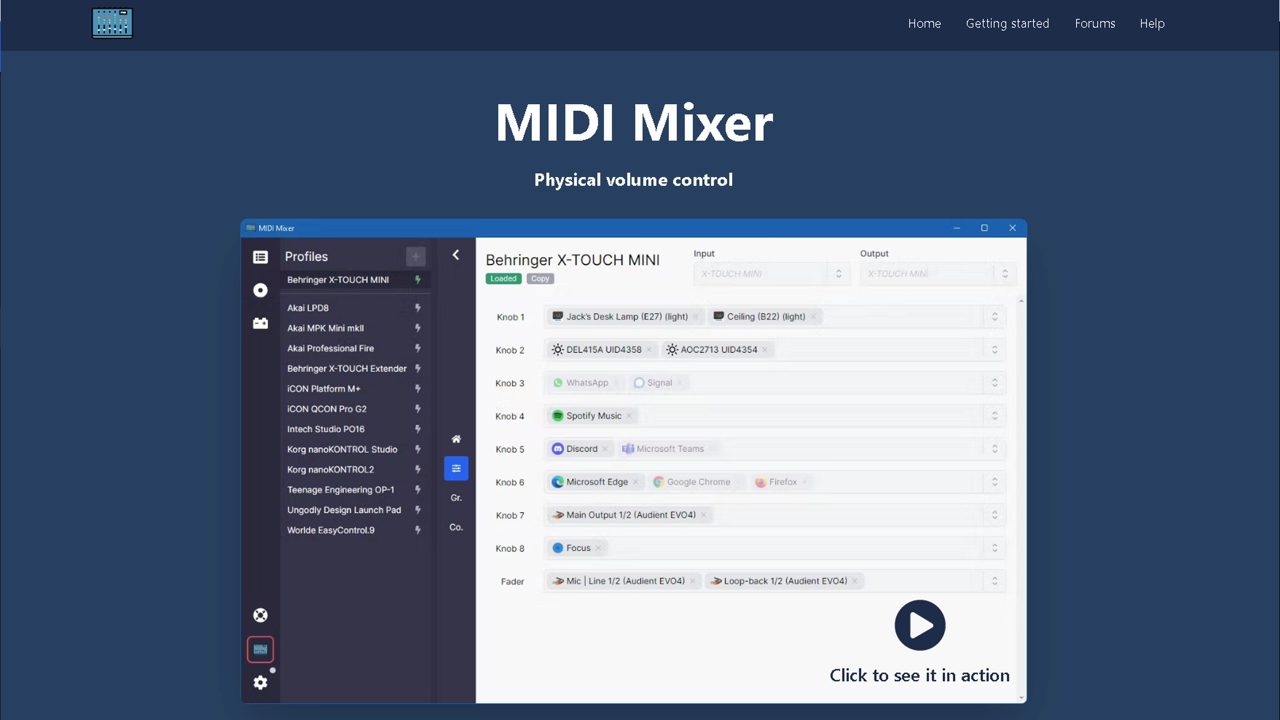 Home Getting started Forums Help
MIDI Mixer
Physical volume control
MIDI Mixer
Profiles
Behringer X-TOUCH MINI
Akai LPD8
Akai MPK Mini mkII
Akai Professional Fire
Behringer X-TOUCH Extender
iCON Platform M+
iCON QCON Pro G2
Intech Studio PO16
Korg nanoKONTROL Studio
Korg nanoKONTROL2
Teenage Engineering OP-1
Ungodly Design Launch Pad
Worlde EasyControl.9
Gr.
Co.
Behringer X-TOUCH MINI
Loaded Copy
Input
X-TOUCH MINI
Output
X-TOUCH MINI
Knob 1 Jack's Desk Lamp (E27) (light) Ceiling (B22) (light)
Knob 2 DEL415A UID4358 AOC2713 UID4354
Knob 3 WhatsApp Signal
Knob 4 Spotify Music
Knob 5 Discord Microsoft Teams
Knob 6 Microsoft Edge Google Chrome Firefox
Knob 7 Main Output 1/2 (Audient EVO4)
Knob 8 Focus
Fader Mic | Line 1/2 (Audient EVO4) Loop-back 1/2 (Audient EVO4)
Click to see it in action